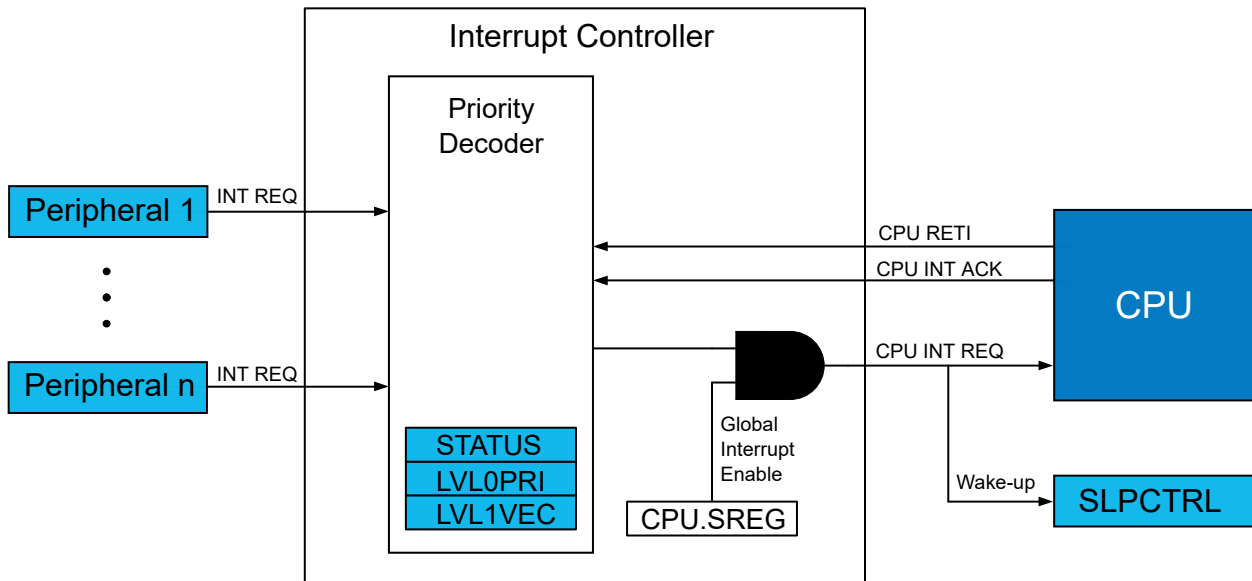 Interrupt Controller
Priority
Decoder
Peripheral 1
INT REQ
Peripheral n
INT REQ
STATUS
LVL0PRI
LVL1VEC
CPU RETI
CPU INT ACK
CPU INT REQ
CPU
Global
Interrupt
Enable
CPU.SREG
Wake-up
SLPCTRL